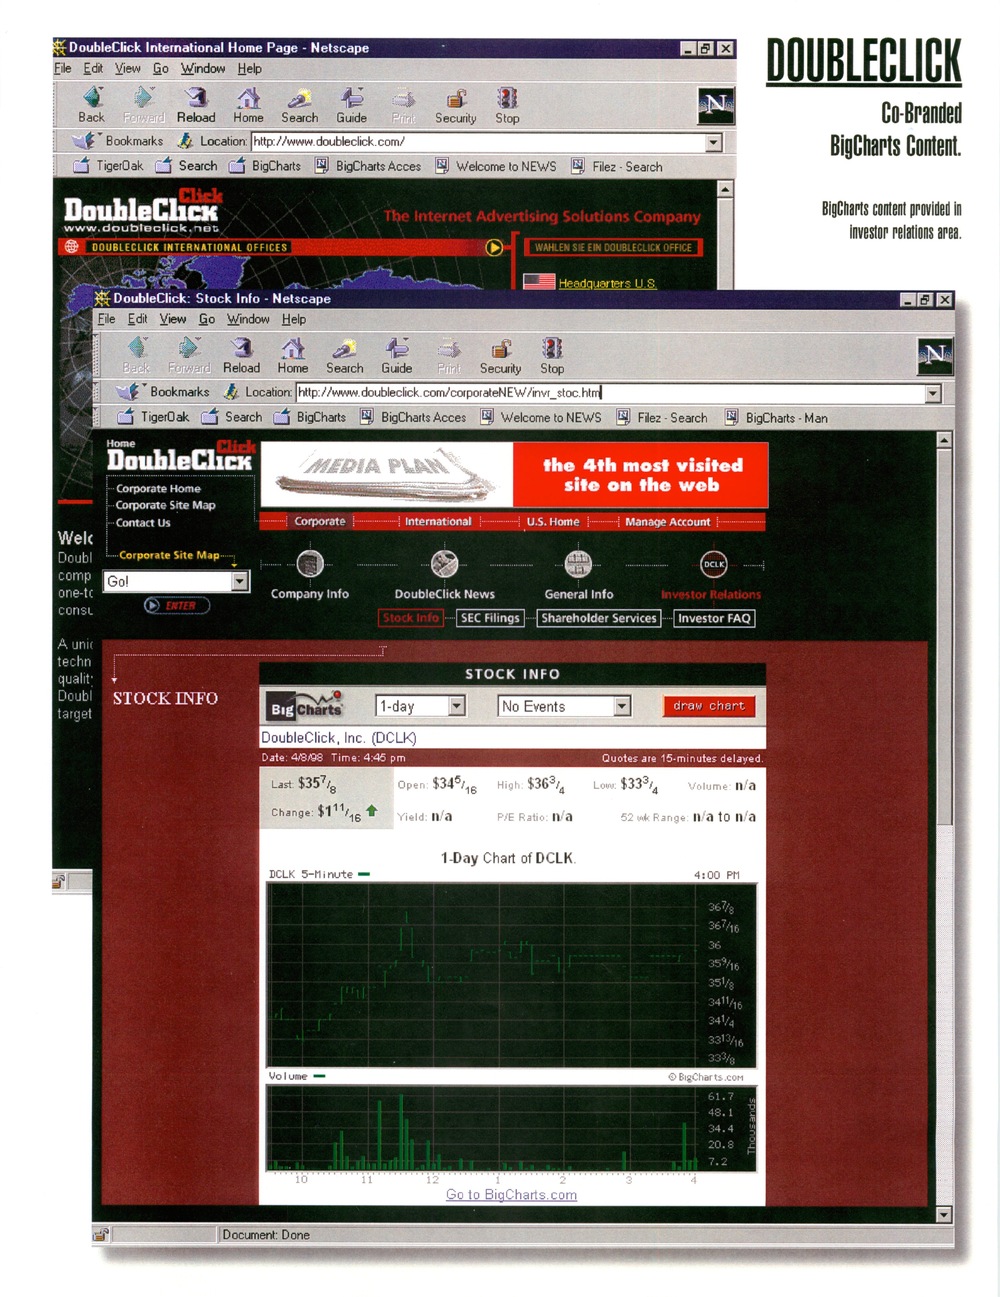 DoubleClick International Home Page - Netscape
File Edit View Go Window Help
Back Forward Reload Home Search Guide Print Security Stop
N
Bookmarks Location: http://www.doubleclick.com/
TigerOak Search BigCharts BigCharts Acces Welcome to NEWS Filez - Search
DOUBLECLICK
Co-Branded
BigCharts Content.
BigCharts content provided in
investor relations area.
Click
DoubleClick
www.doubleclick.net
The Internet Advertising Solutions Company
DOUBLECLICK INTERNATIONAL OFFICES
WAHLEN SIE EIN DOUBLECLICK OFFICE
Headquarters U.S.
DoubleClick: Stock Info - Netscape
File Edit View Go Window Help
Back Forward Reload Home Search Guide Print Security Stop
N
Bookmarks Location: http://www.doubleclick.com/corporateNEW/invr_stoc.htm
TigerOak Search BigCharts BigCharts Acces Welcome to NEWS Filez - Search BigCharts - Man
Home
Click
DoubleClick
Corporate Home
Corporate Site Map
Contact Us
Corporate Site Map
Go!
ENTER
MEDIA PLAN
the 4th most visited
site on the web
Corporate International U.S. Home Manage Account
DCLK
Company Info DoubleClick News General Info Investor Relations
Stock Info SEC Filings Shareholder Services Investor FAQ
Welc
Doubl
comp
one-to
consu
A unic
techn
qualit
Doubl
target
STOCK INFO
STOCK INFO
BigCharts 1-day No Events draw chart
DoubleClick, Inc. (DCLK)
Date: 4/8/98 Time: 4:45 pm Quotes are 15-minutes delayed.
Last: $35 7/8 Open: $34 5/16 High: $36 3/4 Low: $33 3/4 Volume: n/a
Change: $1 11/16 Yield: n/a P/E Ratio: n/a 52 wk Range: n/a to n/a
1-Day Chart of DCLK.
DCLK 5-Minute 4:00 PM
36 7/8
36 7/16
36
35 9/16
35 1/8
34 11/16
34 1/4
33 13/16
33 3/8
Volume © BigCharts.com
61.7
48.1
34.4
20.8
7.2
Thousands
10 11 12 1 2 3 4
Go to BigCharts.com
Document: Done